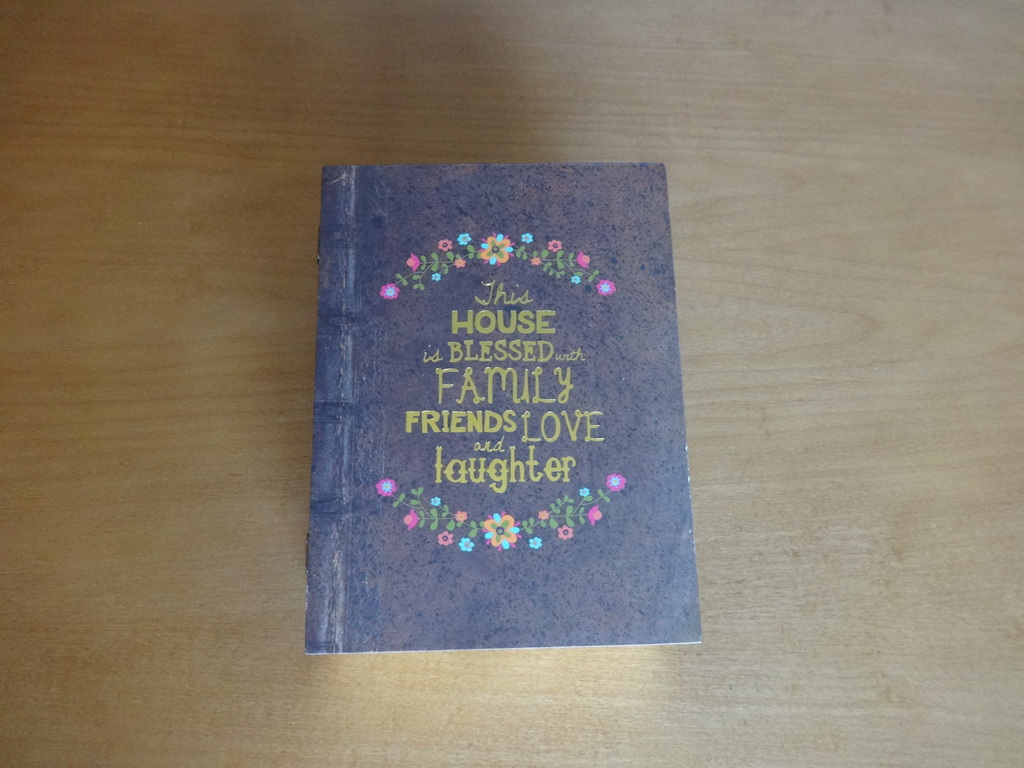 This
HOUSE
is BLESSED with
FAMILY
FRIENDS LOVE
and
laughter